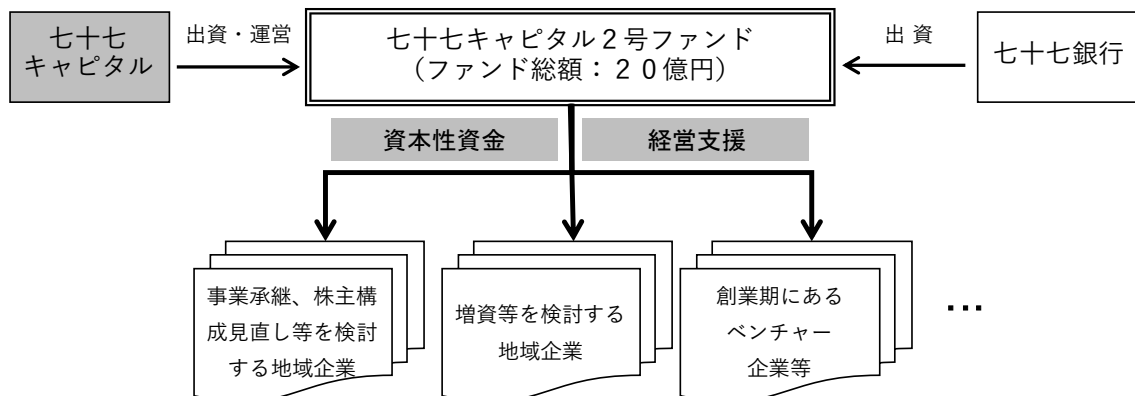 七十七
キャピタル
出資・運営
七十七キャピタル２号ファンド
（ファンド総額：２０億円）
出 資
七十七銀行
資本性資金
経営支援
事業承継、株主構
成見直し等を検討
する地域企業
増資等を検討する
地域企業
創業期にある
ベンチャー
企業等
…